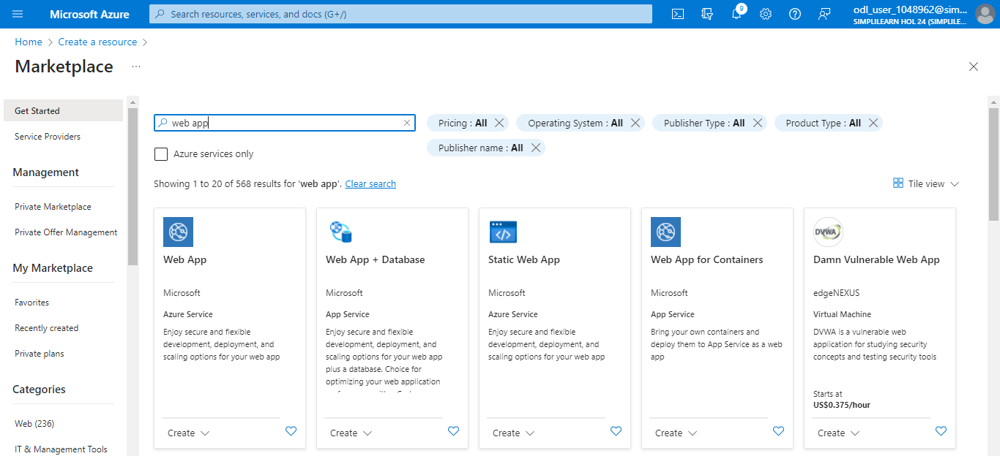 Microsoft Azure
Search resources, services, and docs (G+/)
9
odl_user_1048962@sim...
SIMPLILEARN HOL 24 (SIMPLILE...
Home > Create a resource >
Marketplace ...
Get Started
Service Providers
Management
Private Marketplace
Private Offer Management
My Marketplace
Favorites
Recently created
Private plans
Categories
Web (236)
IT & Management Tools
web app
Pricing : All
Operating System : All
Publisher Type : All
Product Type : All
Publisher name : All
Azure services only
Showing 1 to 20 of 568 results for 'web app'. Clear search
Tile view
Web App
Microsoft
Azure Service
Enjoy secure and flexible
development, deployment, and
scaling options for your web app
Create
Web App + Database
Microsoft
App Service
Enjoy secure and flexible
development, deployment, and
scaling options for your web app
plus a database. Choice for
optimizing your web application
Create
Static Web App
Microsoft
Azure Service
Enjoy secure and flexible
development, deployment, and
scaling options for your web app
Create
Web App for Containers
Microsoft
App Service
Bring your own containers and
deploy them to App Service as a web
app
Create
DVWA
Damn Vulnerable Web App
edgeNEXUS
Virtual Machine
DVWA is a vulnerable web
application for studying security
concepts and testing security tools
Starts at
US$0.375/hour
Create